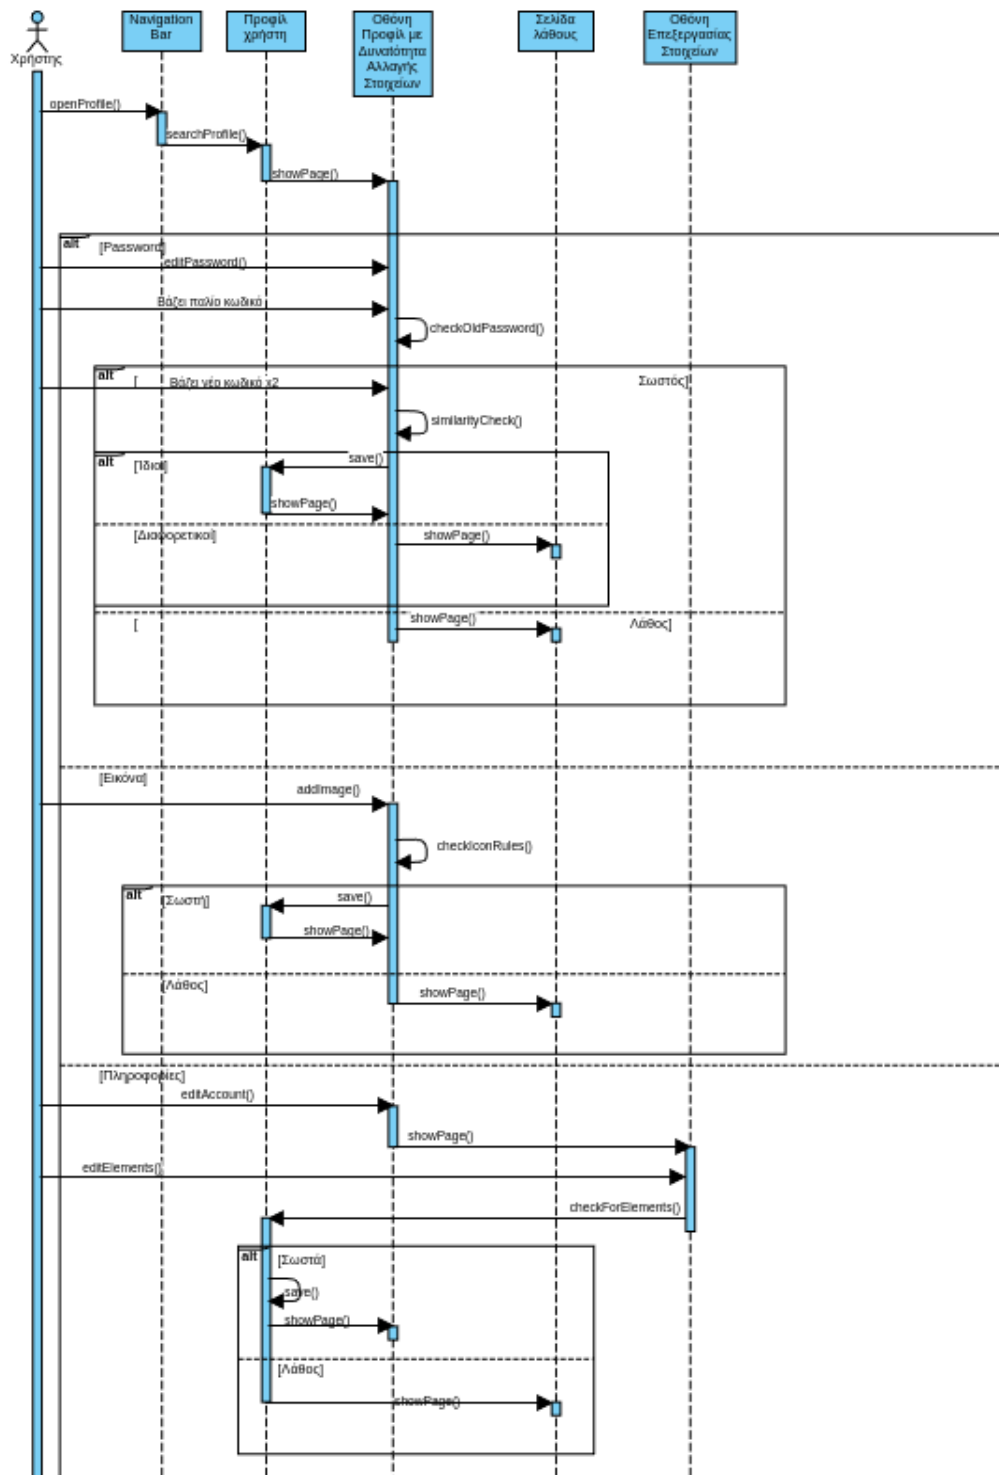 Χρήστης
Navigation
Bar
Προφίλ
χρήστη
Οθόνη
Προφίλ με
Δυνατότητα
Αλλαγής
Στοιχείων
Σελίδα
λάθους
Οθόνη
Επεξεργασίας
Στοιχείων
openProfile()
searchProfile()
showPage()
alt [Password]
editPassword()
Βάζει παλίο κωδικό
checkOldPassword()
alt [ Βάζει νέο κωδικό x2 Σωστός]
similarityCheck()
alt [Ίδιοι] save()
showPage()
[Διαφορετικοί] showPage()
showPage()
[ Λάθος]
[Εικόνα]
addImage()
checkIconRules()
alt [Σωστή] save()
showPage()
[Λάθος] showPage()
[Πληροφορίες]
editAccount()
showPage()
editElements()
checkForElements()
alt [Σωστά]
save()
showPage()
[Λάθος]
showPage()